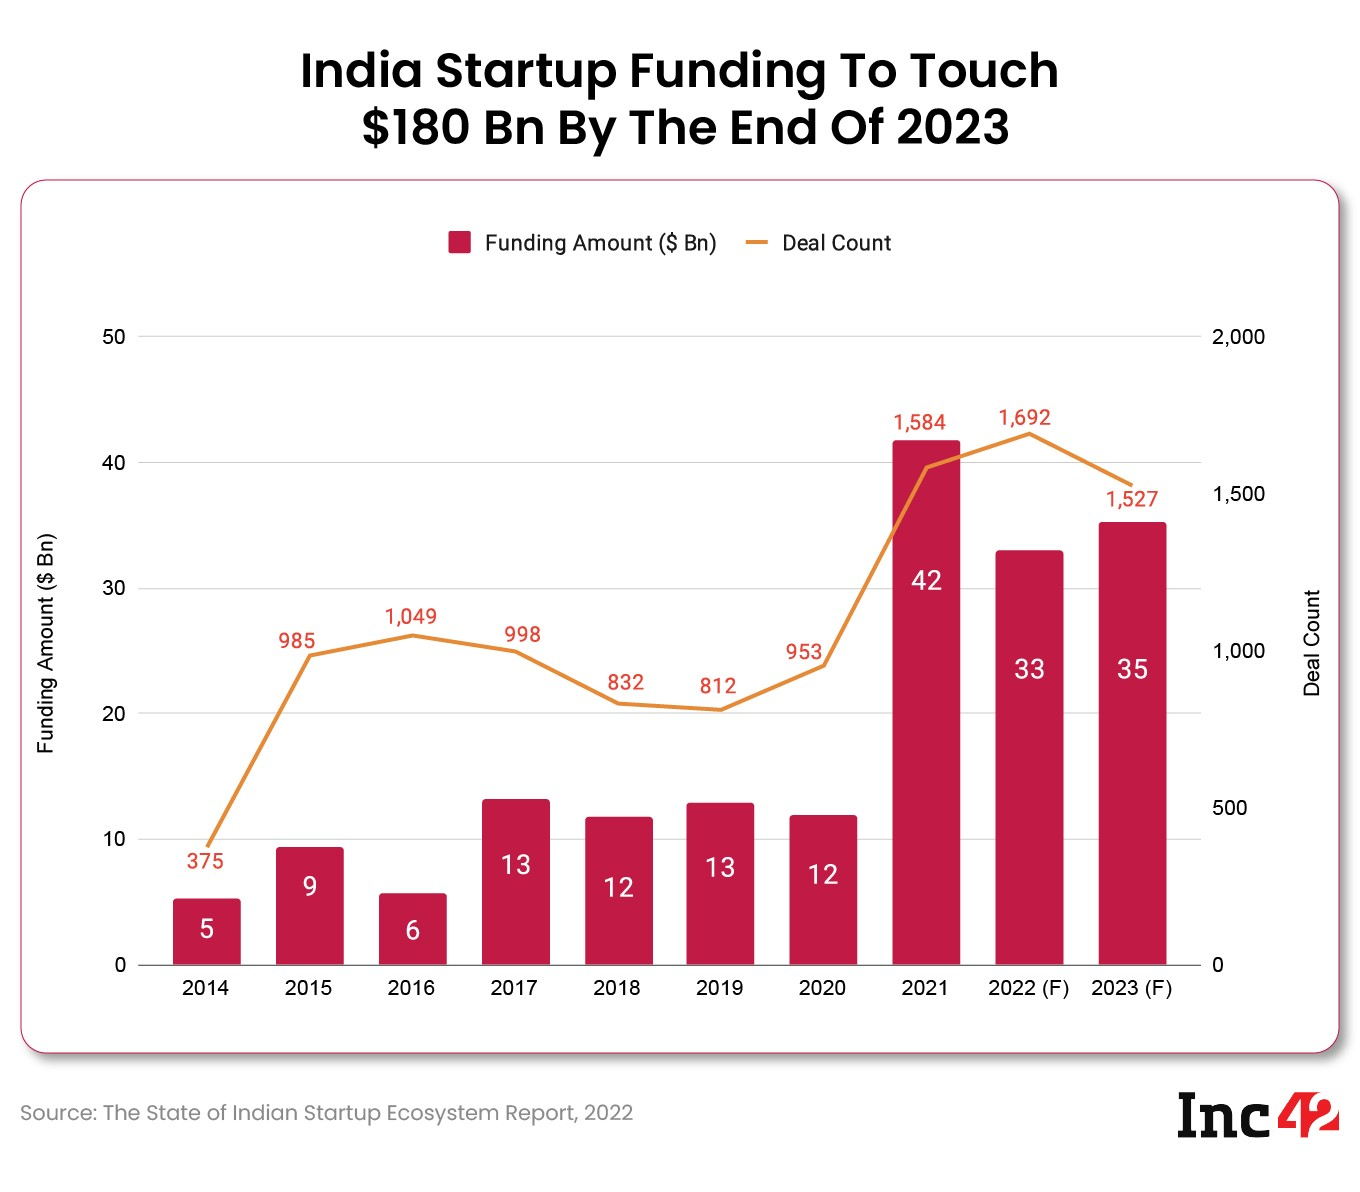 India Startup Funding To Touch
$180 Bn By The End Of 2023
Funding Amount ($ Bn) Deal Count
50 2,000
1,584 1,692
40
1,500
1,527
Funding Amount ($ Bn)
30
42
Deal Count
985 1,049 998
953 1,000
33 35
832 812
20
10 500
375
13 13
9 12 12
5 6
0 0
2014 2015 2016 2017 2018 2019 2020 2021 2022 (F) 2023 (F)
Source: The State of Indian Startup Ecosystem Report, 2022
Inc42